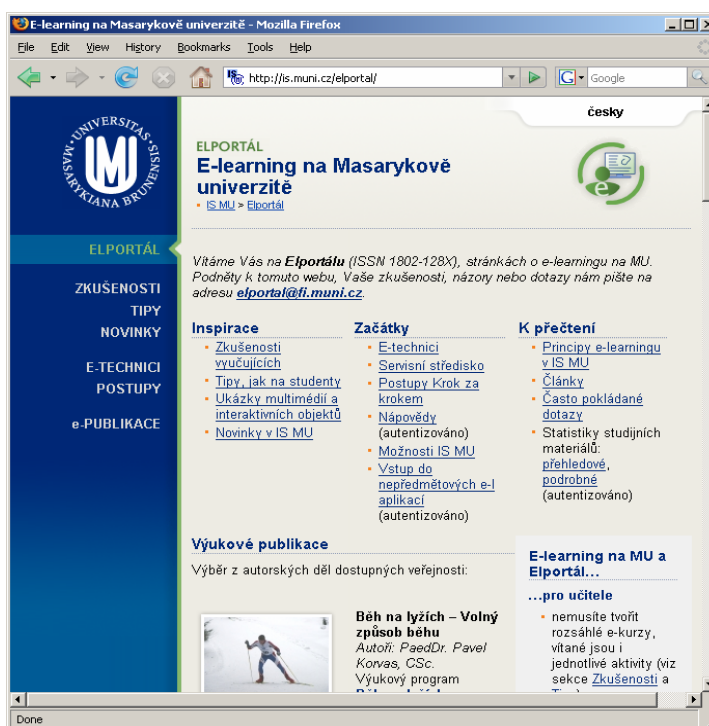 E-learning na Masarykově univerzitě - Mozilla Firefox
File Edit View History Bookmarks Tools Help
http://is.muni.cz/elportal/
Google
česky
UNIVERSITAS MASARYKIANA BRUNENSIS
ELPORTÁL
E-learning na Masarykově
univerzitě
IS MU > Elportál
ELPORTÁL
ZKUŠENOSTI
TIPY
NOVINKY
E-TECHNICI
POSTUPY
e-PUBLIKACE
Vítáme Vás na Elportálu (ISSN 1802-128X), stránkách o e-learningu na MU.
Podněty k tomuto webu, Vaše zkušenosti, názory nebo dotazy nám pište na
adresu elportal@fi.muni.cz.
Inspirace
Zkušenosti
vyučujících
Tipy, jak na studenty
Ukázky multimédií a
interaktivních objektů
Novinky v IS MU
Začátky
E-technici
Servisní středisko
Postupy Krok za
krokem
Nápovědy
(autentizováno)
Možnosti IS MU
Vstup do
nepředmětových e-l
aplikací
(autentizováno)
K přečtení
Principy e-learningu
v IS MU
Články
Často pokládané
dotazy
Statistiky studijních
materiálů:
přehledové,
podrobné
(autentizováno)
Výukové publikace
Výběr z autorských děl dostupných veřejnosti:
Běh na lyžích – Volný
způsob běhu
Autoři: PaedDr. Pavel
Korvas, CSc.
Výukový program
E-learning na MU a
Elportál...
...pro učitele
nemusíte tvořit
rozsáhlé e-kurzy,
vítané jsou i
jednotlivé aktivity (viz
sekce Zkušenosti a
Done